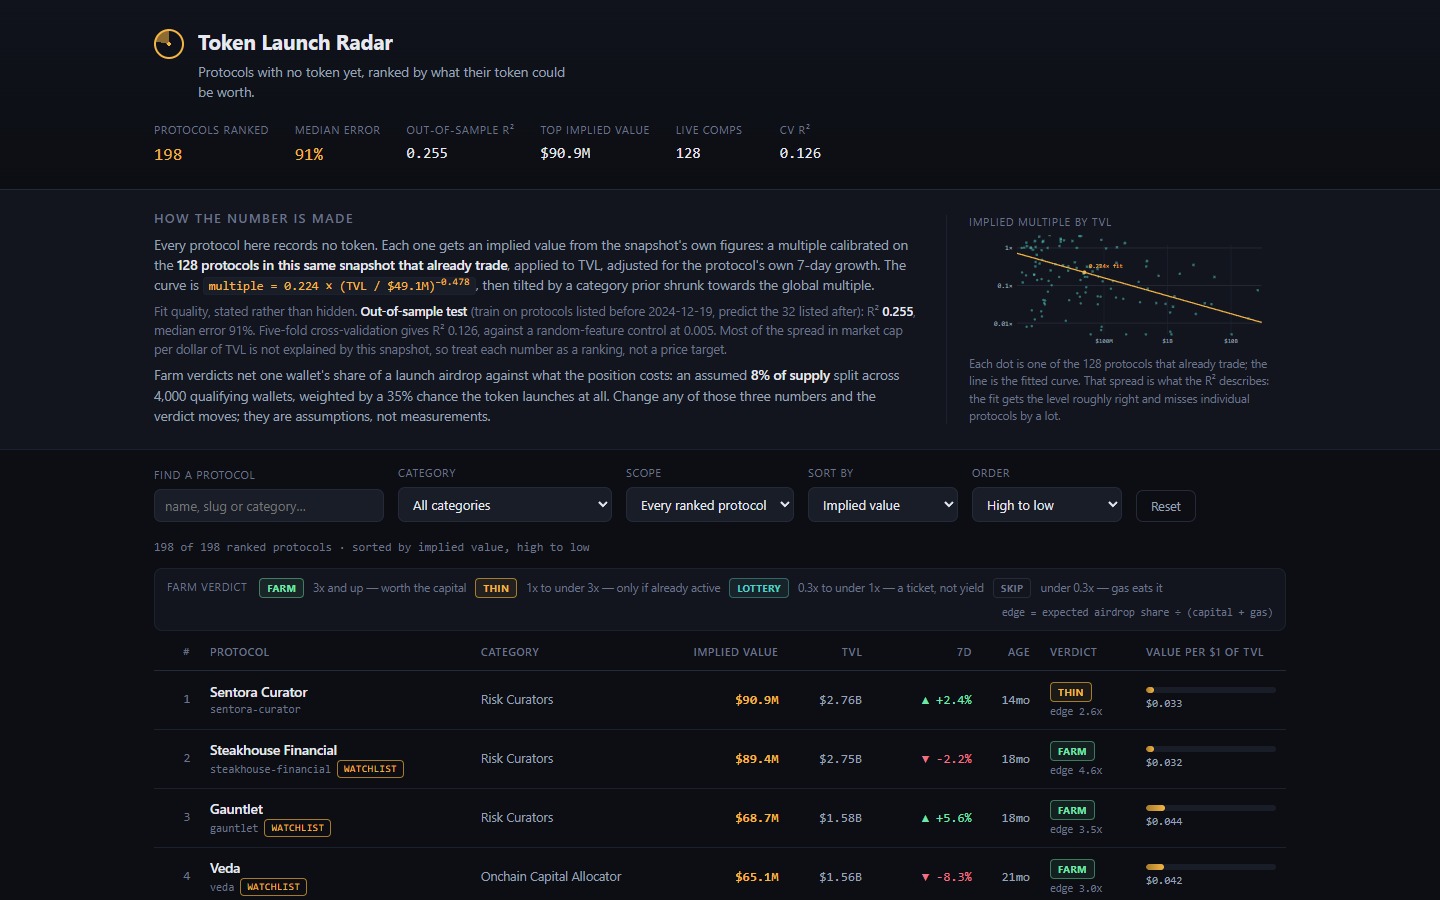 Token Launch Radar
Protocols with no token yet, ranked by what their token could
be worth.
PROTOCOLS RANKED
198
MEDIAN ERROR
91%
OUT-OF-SAMPLE R²
0.255
TOP IMPLIED VALUE
$90.9M
LIVE COMPS
128
CV R²
0.126
HOW THE NUMBER IS MADE
Every protocol here records no token. Each one gets an implied value from the snapshot's own figures: a multiple calibrated on
the 128 protocols in this same snapshot that already trade, applied to TVL, adjusted for the protocol's own 7-day growth. The
curve is multiple = 0.224 × (TVL / $49.1M)^−0.478, then tilted by a category prior shrunk towards the global multiple.
Fit quality, stated rather than hidden. Out-of-sample test (train on protocols listed before 2024-12-19, predict the 32 listed after): R² 0.255,
median error 91%. Five-fold cross-validation gives R² 0.126, against a random-feature control at 0.005. Most of the spread in market cap
per dollar of TVL is not explained by this snapshot, so treat each number as a ranking, not a price target.
Farm verdicts net one wallet's share of a launch airdrop against what the position costs: an assumed 8% of supply split across
4,000 qualifying wallets, weighted by a 35% chance the token launches at all. Change any of those three numbers and the
verdict moves; they are assumptions, not measurements.
IMPLIED MULTIPLE BY TVL
1×
0.224× fit
0.1×
0.01×
$100M
$1B
$10B
Each dot is one of the 128 protocols that already trade; the
line is the fitted curve. That spread is what the R² describes:
the fit gets the level roughly right and misses individual
protocols by a lot.
FIND A PROTOCOL
name, slug or category...
CATEGORY
All categories
SCOPE
Every ranked protocol
SORT BY
Implied value
ORDER
High to low
Reset
198 of 198 ranked protocols · sorted by implied value, high to low
FARM VERDICT FARM 3x and up — worth the capital THIN 1x to under 3x — only if already active LOTTERY 0.3x to under 1x — a ticket, not yield SKIP under 0.3x — gas eats it
edge = expected airdrop share ÷ (capital + gas)
# PROTOCOL CATEGORY IMPLIED VALUE TVL 7D AGE VERDICT VALUE PER $1 OF TVL
1 Sentora Curator Risk Curators $90.9M $2.76B ▲ +2.4% 14mo THIN
sentora-curator edge 2.6x $0.033
2 Steakhouse Financial Risk Curators $89.4M $2.75B ▼ -2.2% 18mo FARM
steakhouse-financial WATCHLIST edge 4.6x $0.032
3 Gauntlet Risk Curators $68.7M $1.58B ▲ +5.6% 18mo FARM
gauntlet WATCHLIST edge 3.5x $0.044
4 Veda Onchain Capital Allocator $65.1M $1.56B ▼ -8.3% 21mo FARM
veda WATCHLIST edge 3.0x $0.042